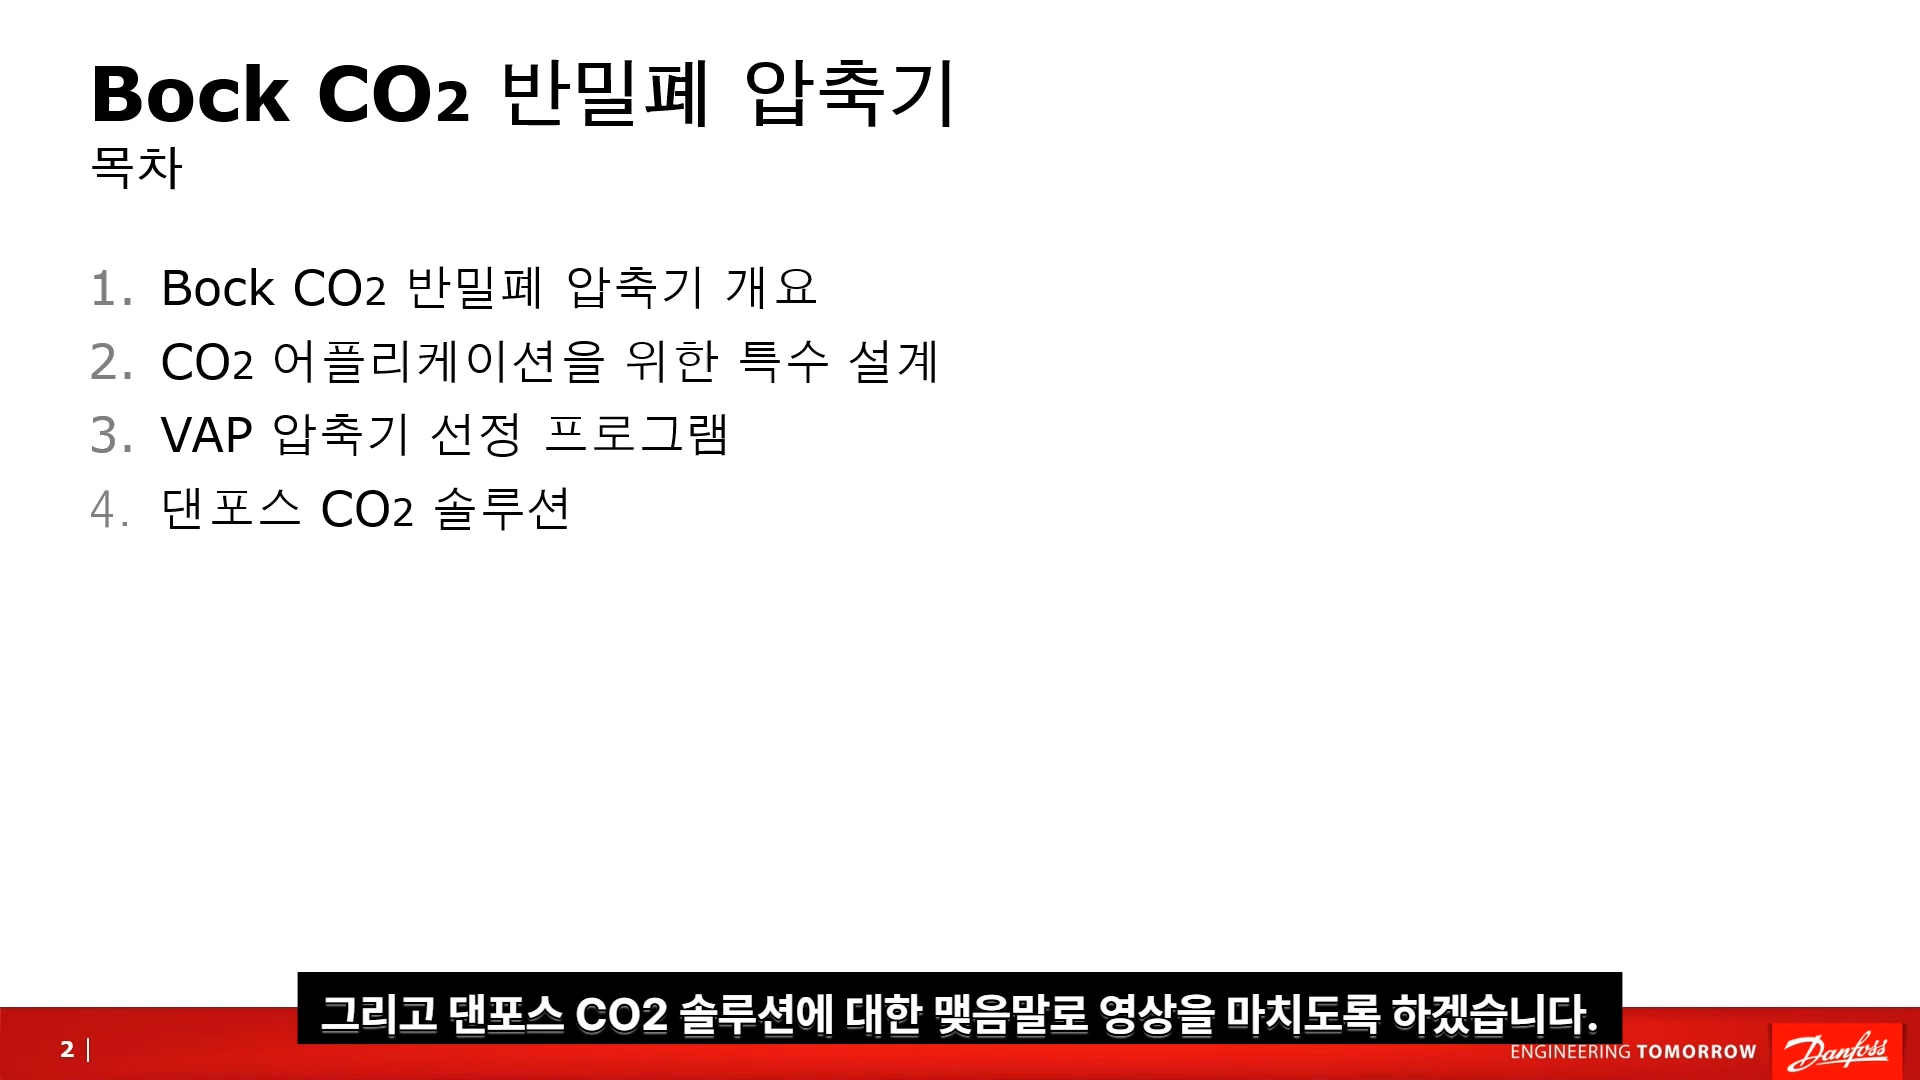 Bock CO2 반밀폐 압축기
목차
1. Bock CO2 반밀폐 압축기 개요
2. CO2 어플리케이션을 위한 특수 설계
3. VAP 압축기 선정 프로그램
4. 댄포스 CO2 솔루션
그리고 댄포스 CO2 솔루션에 대한 맺음말로 영상을 마치도록 하겠습니다.
2 |
ENGINEERING TOMORROW
Danfoss